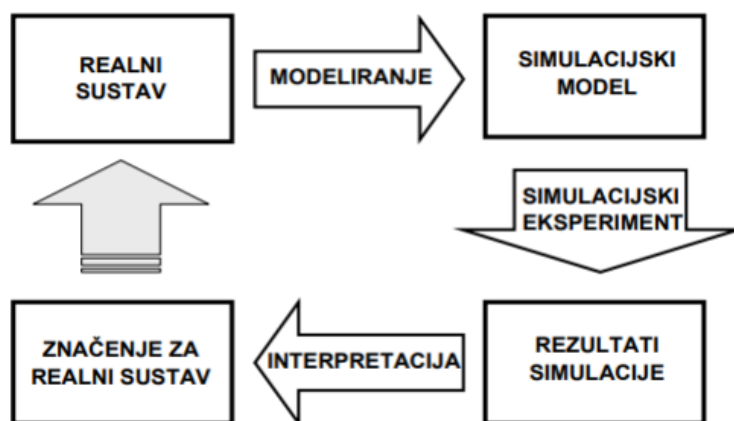 REALNI
SUSTAV
MODELIRANJE
SIMULACIJSKI
MODEL
SIMULACIJSKI
EKSPERIMENT
ZNAČENJE ZA
REALNI SUSTAV
INTERPRETACIJA
REZULTATI
SIMULACIJE